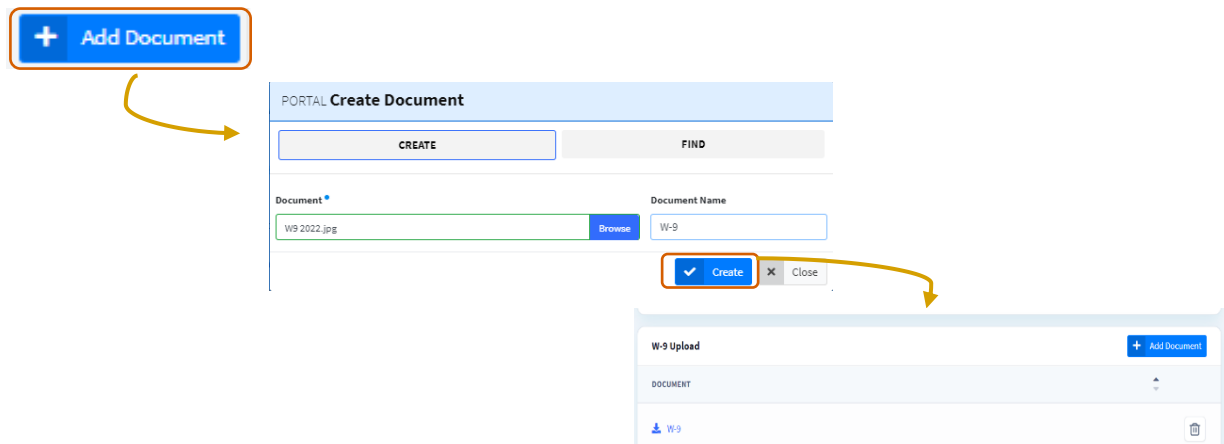 Add Document
PORTAL Create Document
CREATE FIND
Document Document Name
W9 2022.jpg Browse W-9
Create Close
W-9 Upload Add Document
DOCUMENT
W-9